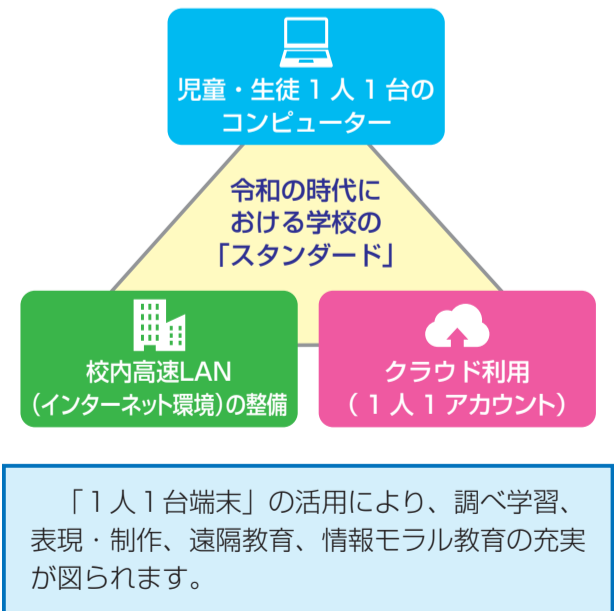 児童・生徒１人１台の
コンピューター
令和の時代に
おける学校の
「スタンダード」
校内高速LAN
（インターネット環境）の整備
クラウド利用
（１人１アカウント）
「１人１台端末」の活用により、調べ学習、
表現・制作、遠隔教育、情報モラル教育の充実
が図られます。